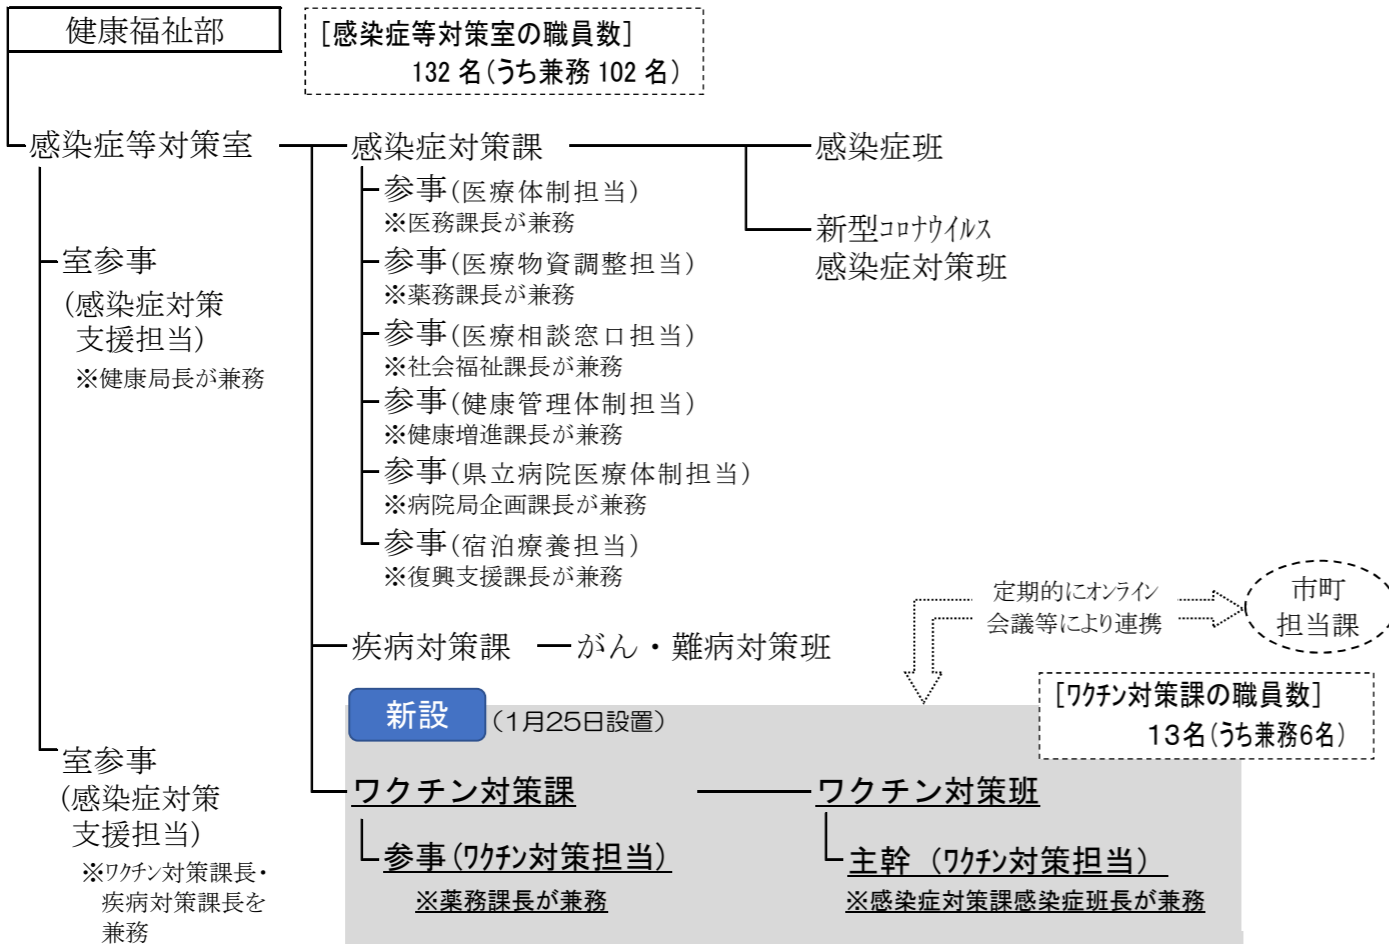 健康福祉部
[感染症等対策室の職員数]
132 名(うち兼務 102 名)
感染症等対策室
室参事
(感染症対策
支援担当)
※健康局長が兼務
室参事
(感染症対策
支援担当)
※ワクチン対策課長・
疾病対策課長を
兼務
感染症対策課
参事(医療体制担当)
※医務課長が兼務
参事(医療物資調整担当)
※薬務課長が兼務
参事(医療相談窓口担当)
※社会福祉課長が兼務
参事(健康管理体制担当)
※健康増進課長が兼務
参事(県立病院医療体制担当)
※病院局企画課長が兼務
参事(宿泊療養担当)
※復興支援課長が兼務
感染症班
新型コロナウイルス
感染症対策班
疾病対策課
がん・難病対策班
定期的にオンライン
会議等により連携
市町
担当課
[ワクチン対策課の職員数]
13名(うち兼務6名)
新設
(1月25日設置)
ワクチン対策課
参事(ワクチン対策担当)
※薬務課長が兼務
ワクチン対策班
主幹 (ワクチン対策担当)
※感染症対策課感染症班長が兼務